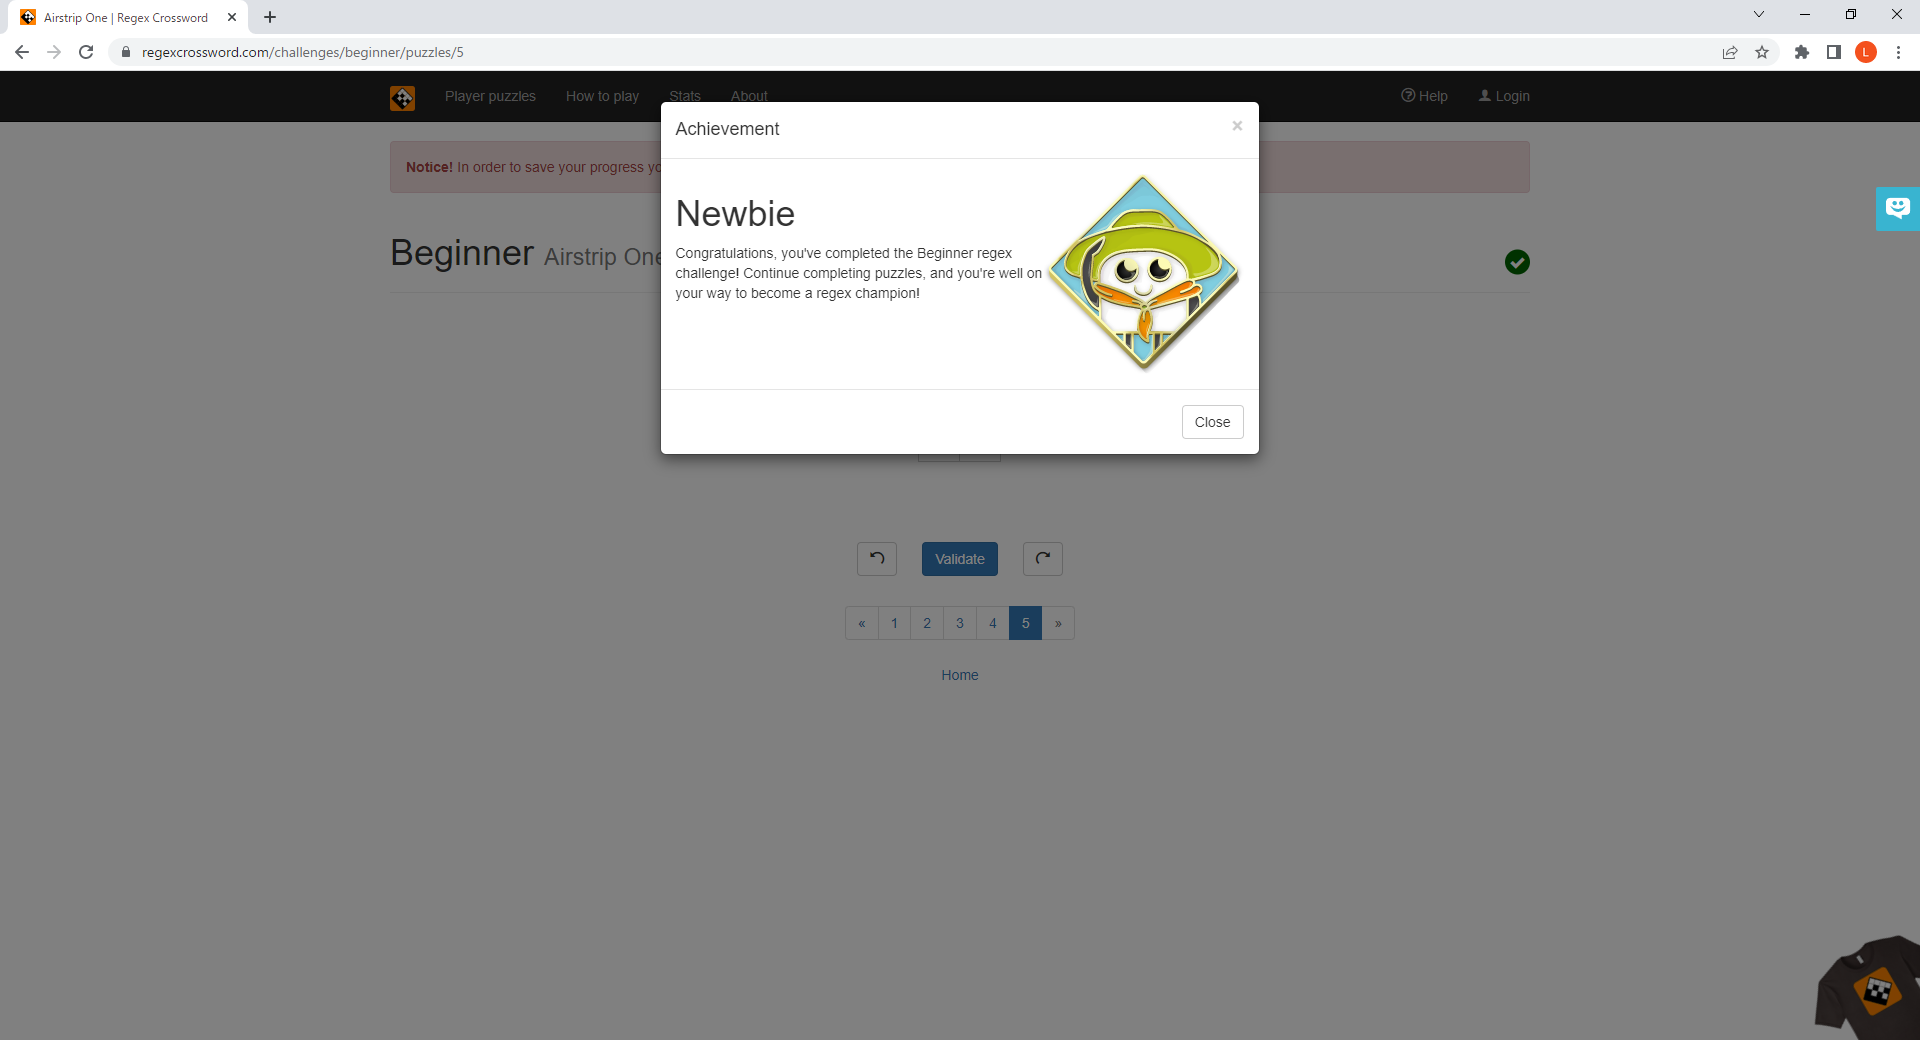 Airstrip One | Regex Crossword
regexcrossword.com/challenges/beginner/puzzles/5
L
Player puzzles How to play Stats About Help Login
Achievement ×
Notice! In order to save your progress
Newbie
Congratulations, you've completed the Beginner regex
challenge! Continue completing puzzles, and you're well on
your way to become a regex champion!
Beginner Airstrip One
Close
Validate
« 1 2 3 4 5 »
Home